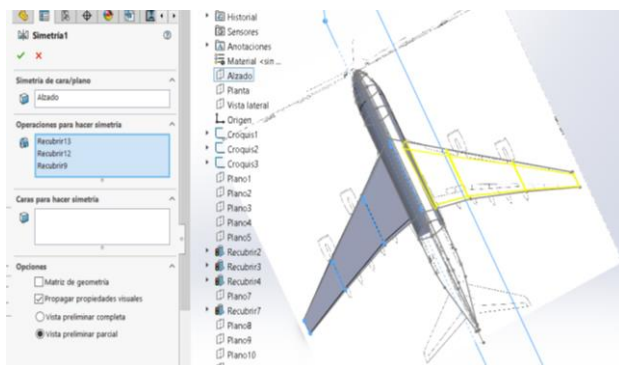 Simetría1
Simetría de cara/plano
Alzado
Operaciones para hacer simetría
Recubrir13
Recubrir12
Recubrir9
Caras para hacer simetría
Opciones
Matriz de geometría
Propagar propiedades visuales
Vista preliminar completa
Vista preliminar parcial
Historial
Sensores
Anotaciones
Material <sin ...
Alzado
Planta
Vista lateral
Origen
Croquis1
Croquis2
Croquis3
Plano1
Plano2
Plano3
Plano4
Plano5
Recubrir2
Recubrir3
Recubrir4
Plano7
Recubrir7
Plano8
Plano9
Plano10